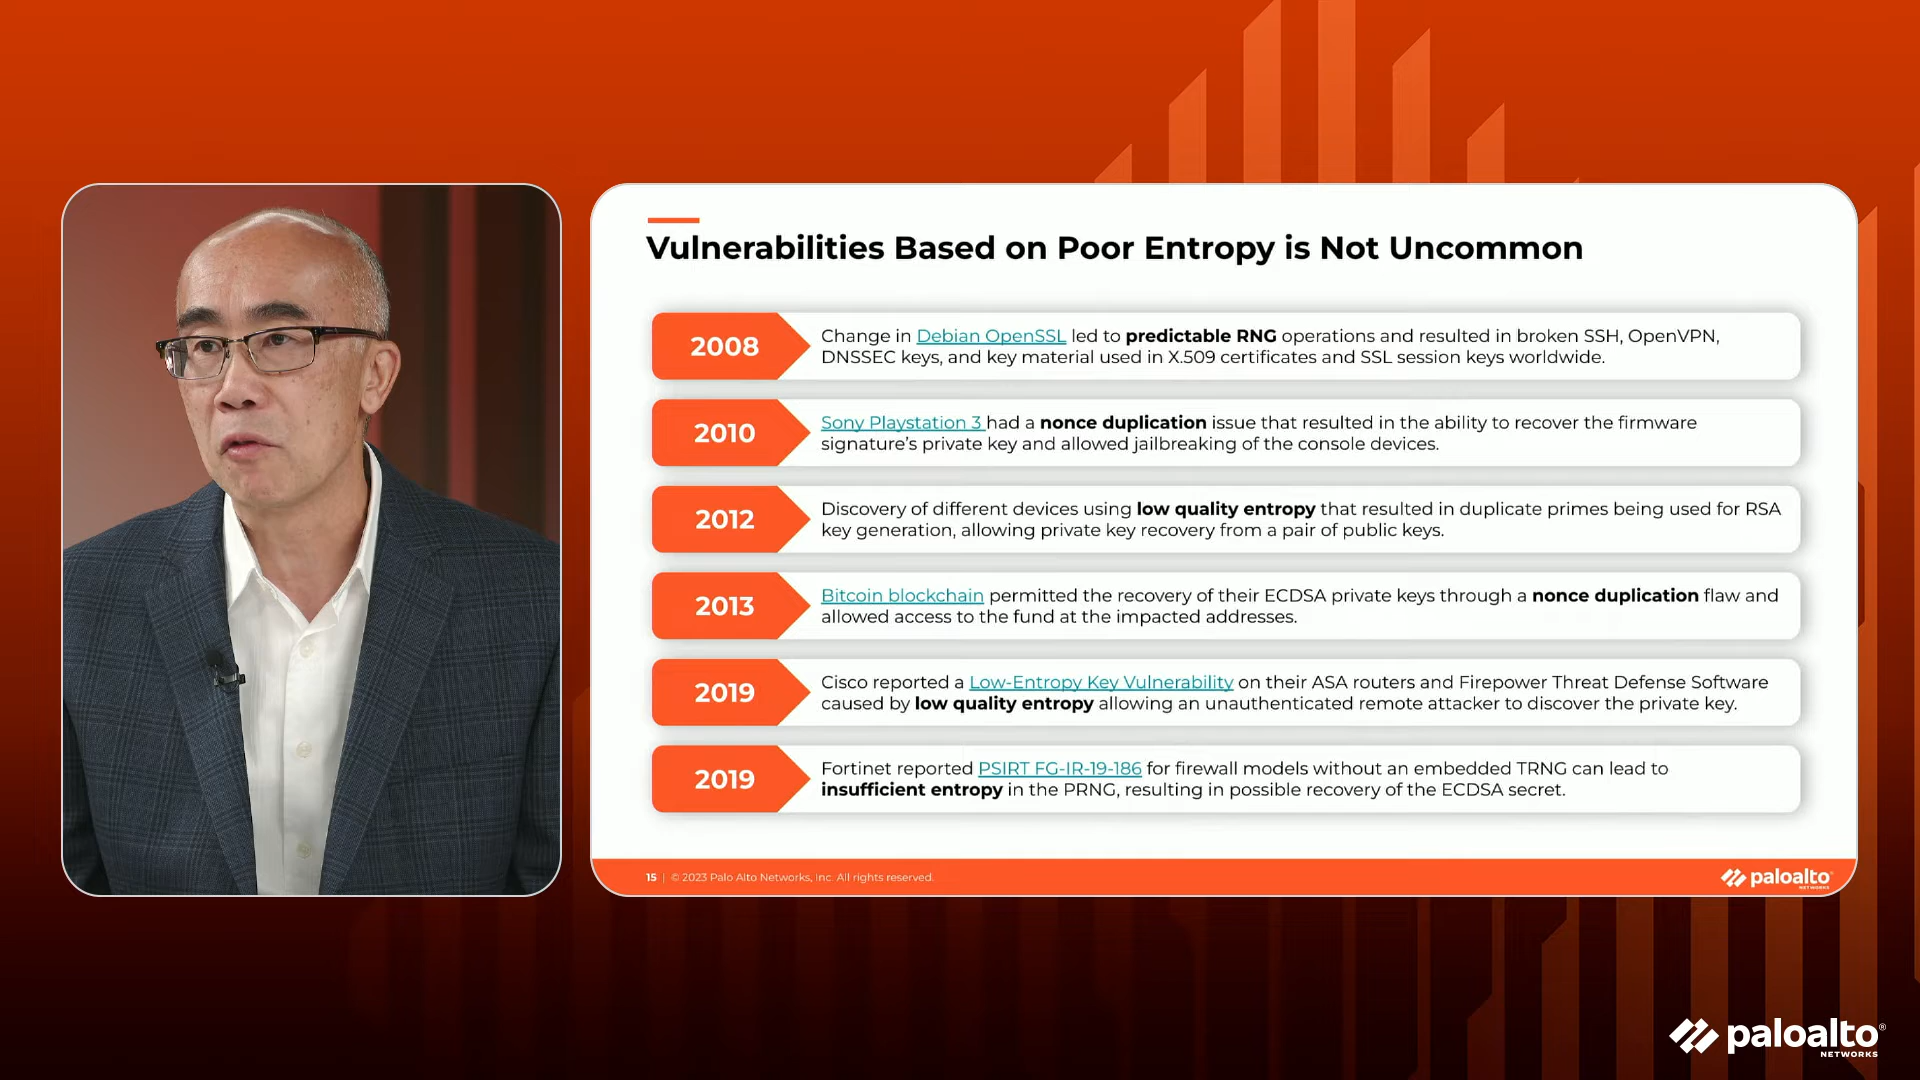 Vulnerabilities Based on Poor Entropy is Not Uncommon
2008
Change in Debian OpenSSL led to predictable RNG operations and resulted in broken SSH, OpenVPN,
DNSSEC keys, and key material used in X.509 certificates and SSL session keys worldwide.
2010
Sony Playstation 3 had a nonce duplication issue that resulted in the ability to recover the firmware
signature's private key and allowed jailbreaking of the console devices.
2012
Discovery of different devices using low quality entropy that resulted in duplicate primes being used for RSA
key generation, allowing private key recovery from a pair of public keys.
2013
Bitcoin blockchain permitted the recovery of their ECDSA private keys through a nonce duplication flaw and
allowed access to the fund at the impacted addresses.
2019
Cisco reported a Low-Entropy Key Vulnerability on their ASA routers and Firepower Threat Defense Software
caused by low quality entropy allowing an unauthenticated remote attacker to discover the private key.
2019
Fortinet reported PSIRT FG-IR-19-186 for firewall models without an embedded TRNG can lead to
insufficient entropy in the PRNG, resulting in possible recovery of the ECDSA secret.
15 | © 2023 Palo Alto Networks, Inc. All rights reserved.
paloalto
NETWORKS
paloalto®
NETWORKS